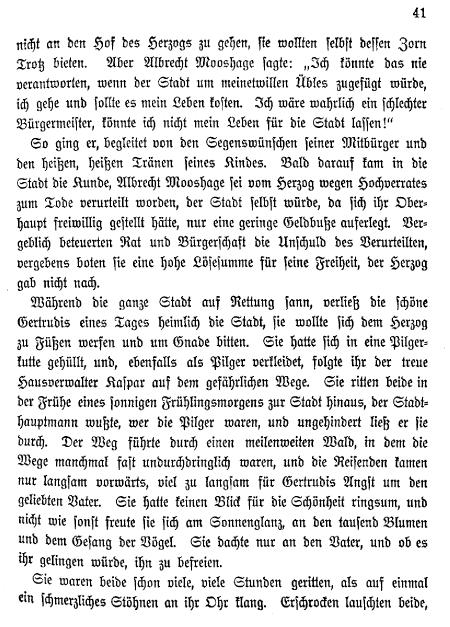 41
nicht an den Hof des Herzogs zu gehen, sie wollten selbst dessen Zorn
Trotz bieten. Aber Albrecht Mooshage sagte: „Ich könnte das nie
verantworten, wenn der Stadt um meinetwillen Übles zugefügt würde,
ich gehe und sollte es mein Leben kosten. Ich wäre wahrlich ein schlechter
Bürgermeister, könnte ich nicht mein Leben für die Stadt lassen!“
So ging er, begleitet von den Segenswünschen seiner Mitbürger und
den heißen, heißen Tränen seines Kindes. Bald darauf kam in die
Stadt die Kunde, Albrecht Mooshage sei vom Herzog wegen Hochverrates
zum Tode verurteilt worden, der Stadt selbst würde, da sich ihr Ober-
haupt freiwillig gestellt hätte, nur eine geringe Geldbuße auferlegt. Ver-
geblich beteuerten Rat und Bürgerschaft die Unschuld des Verurteilten,
vergebens boten sie eine hohe Lösesumme für seine Freiheit, der Herzog
gab nicht nach.
Während die ganze Stadt auf Rettung sann, verließ die schöne
Gertrudis eines Tages heimlich die Stadt, sie wollte sich dem Herzog
zu Füßen werfen und um Gnade bitten. Sie hatte sich in eine Pilger-
kutte gehüllt, und, ebenfalls als Pilger verkleidet, folgte ihr der treue
Hausverwalter Kaspar auf dem gefährlichen Wege. Sie ritten beide in
der Frühe eines sonnigen Frühlingsmorgens zur Stadt hinaus, der Stadt-
hauptmann wußte, wer die Pilger waren, und ungehindert ließ er sie
durch. Der Weg führte durch einen meilenweiten Wald, in dem die
Wege manchmal fast undurchdringlich waren, und die Reisenden kamen
nur langsam vorwärts, viel zu langsam für Gertrudis Angst um den
geliebten Vater. Sie hatte keinen Blick für die Schönheit ringsum, und
nicht wie sonst freute sie sich am Sonnenglanz, an den tausend Blumen
und dem Gesang der Vögel. Sie dachte nur an den Vater, und ob es
ihr gelingen würde, ihn zu befreien.
Sie waren beide schon viele, viele Stunden geritten, als auf einmal
ein schmerzliches Stöhnen an ihr Ohr klang. Erschrocken lauschten beide,